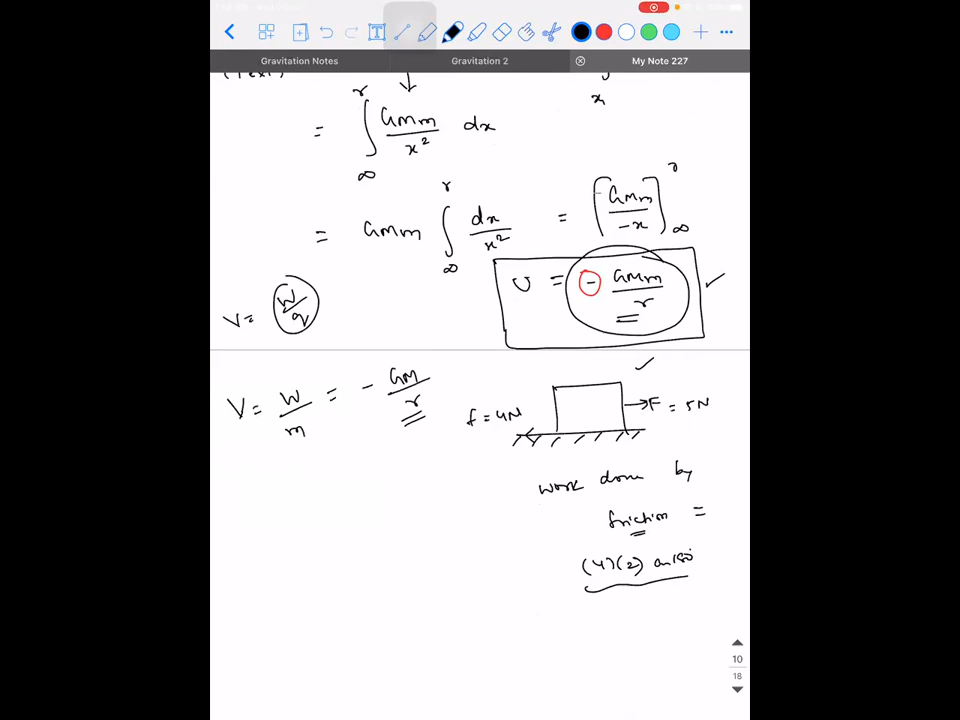 Gravitation Notes
Gravitation 2
My Note 227
x
= ∫ r ∞ GMm/x² dx
= GMm ∫ r ∞ dx/x² = [GMm/-x] r ∞
U = - GMm/r ✓
V = W/q
V = W/m = - GM/r
f = 4N
F = 5N
work done by
friction =
(4)(2) cos180
10
18